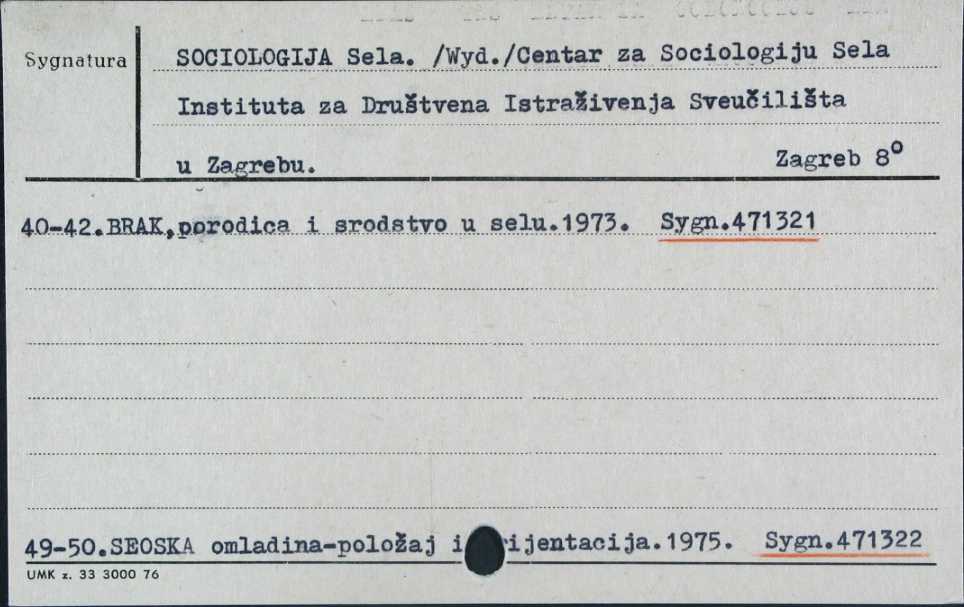 Sygnatura
SOCIOLOGIJA Sela. /Wyd./Centar za Sociologiju Sela
Instituta za Društvena Istraživenja Sveučilišta
u Zagrebu. Zagreb 8º
40-42.BRAK,porodica i srodstvo u selu.1973. Sygn.471321
49-50.SEOSKA omladina-položaj i rijentacija.1975. Sygn.471322
UMK z. 33 3000 76